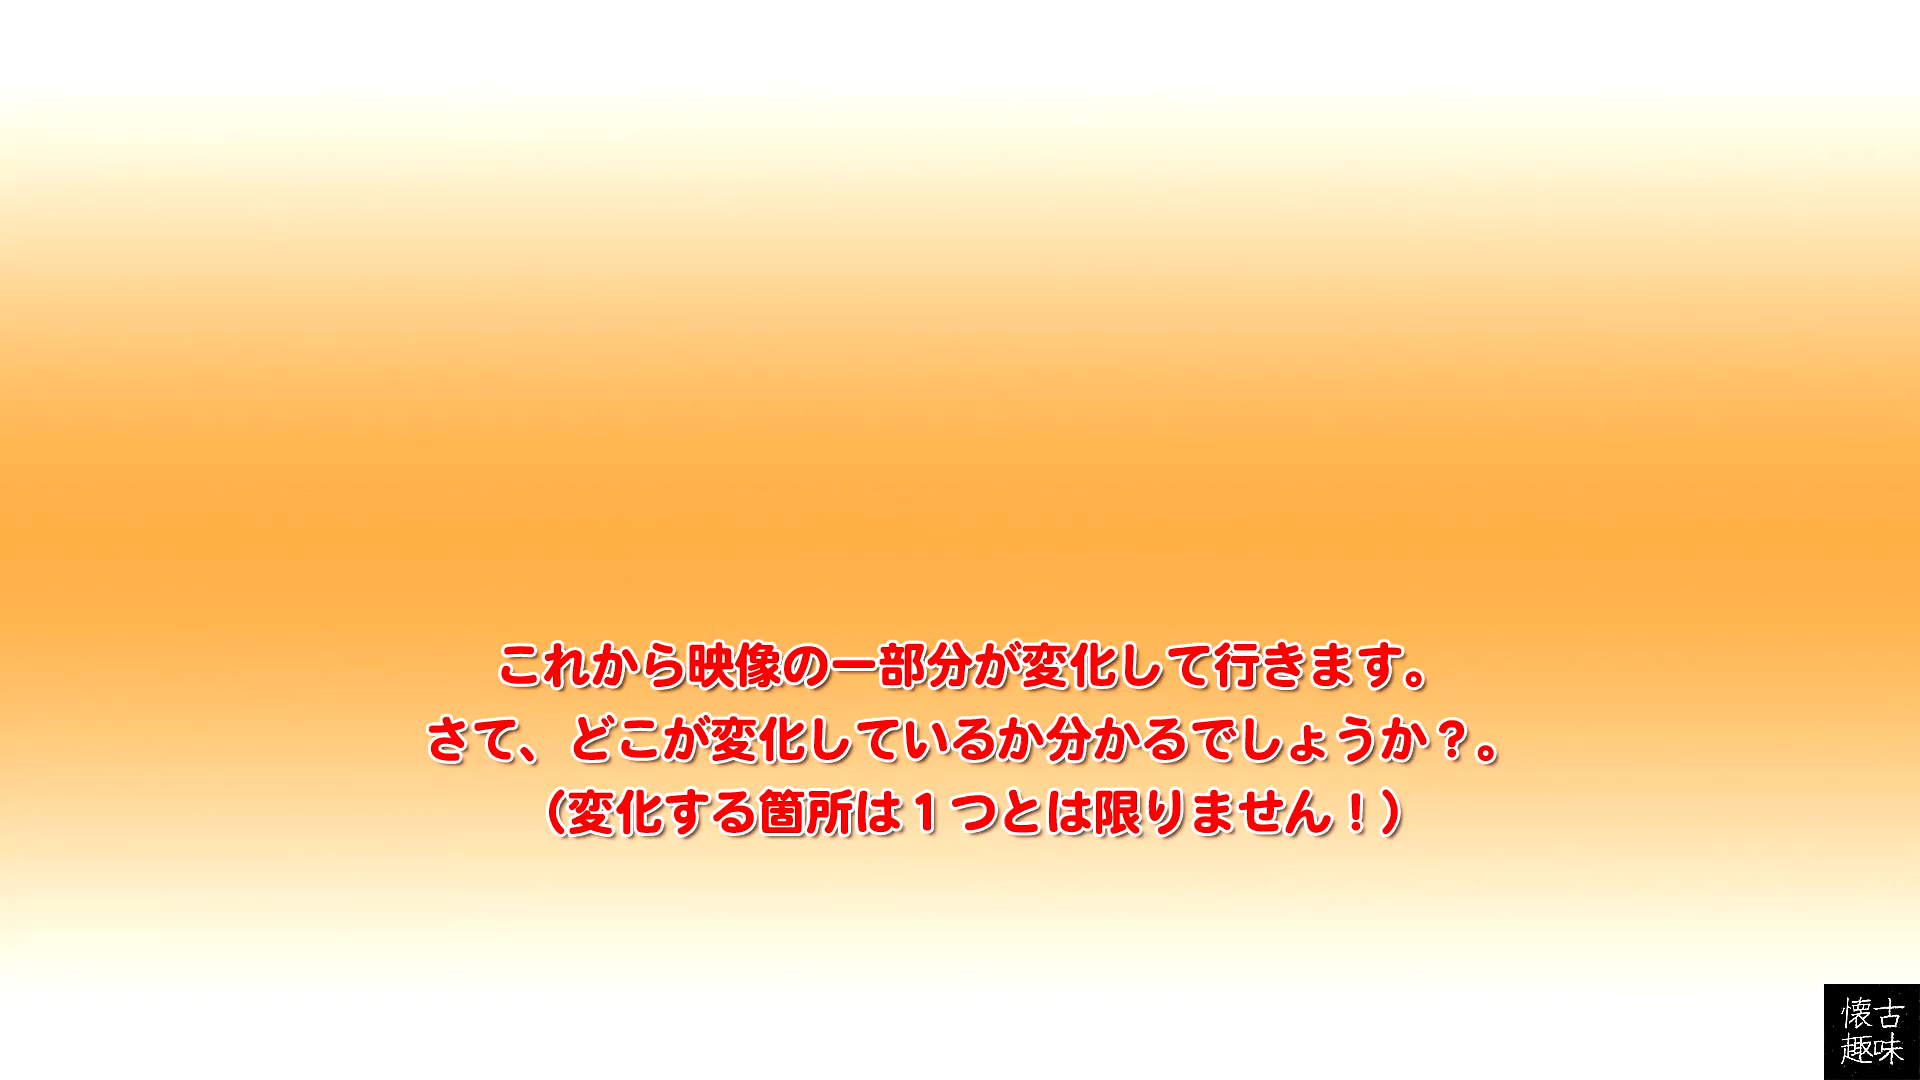 これから映像の一部分が変化して行きます。
さて、どこが変化しているか分かるでしょうか？。
（変化する箇所は１つとは限りません！）
懐古
趣味